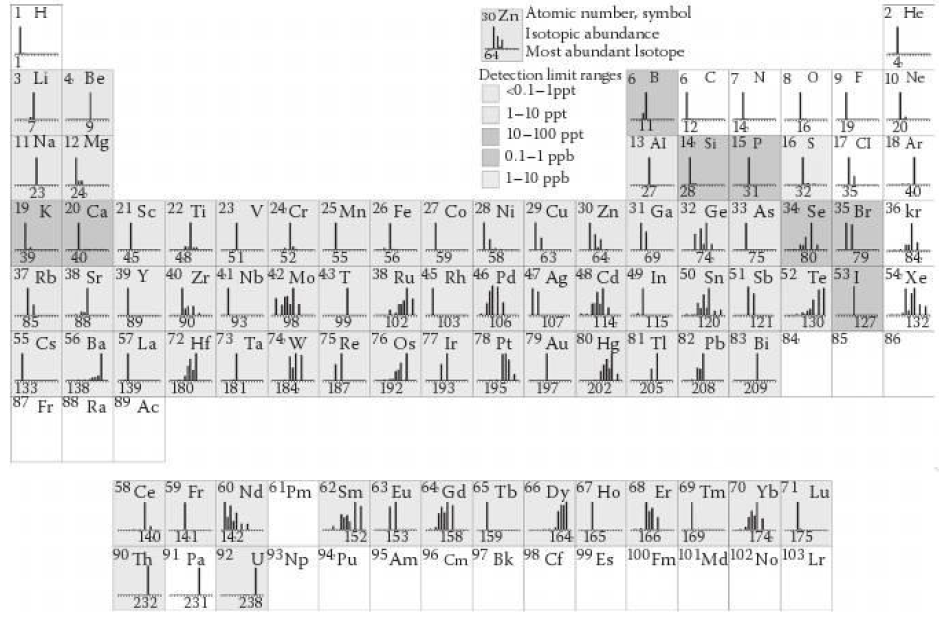 1 H
1
30 Zn Atomic number, symbol
Isotopic abundance
64 Most abundant Isotope
2 He
4
Detection limit ranges
<0.1–1ppt
1–10 ppt
10–100 ppt
0.1–1 ppb
1–10 ppb
3 Li 4 Be 6 B 6 C 7 N 8 O 9 F 10 Ne
7 9 11 12 14 16 19 20
11 Na 12 Mg 13 Al 14 Si 15 P 16 S 17 Cl 18 Ar
23 24 27 28 31 32 35 40
19 K 20 Ca 21 Sc 22 Ti 23 V 24 Cr 25 Mn 26 Fe 27 Co 28 Ni 29 Cu 30 Zn 31 Ga 32 Ge 33 As 34 Se 35 Br 36 kr
39 40 45 48 51 52 55 56 59 58 63 64 69 74 75 80 79 84
37 Rb 38 Sr 39 Y 40 Zr 41 Nb 42 Mo 43 T 38 Ru 45 Rh 46 Pd 47 Ag 48 Cd 49 In 50 Sn 51 Sb 52 Te 53 I 54 Xe
85 88 89 90 93 98 99 102 103 106 107 114 115 120 121 130 127 132
55 Cs 56 Ba 57 La 72 Hf 73 Ta 74 W 75 Re 76 Os 77 Ir 78 Pt 79 Au 80 Hg 81 Tl 82 Pb 83 Bi 84 85 86
133 138 139 180 181 184 187 192 193 195 197 202 205 208 209
87 Fr 88 Ra 89 Ac
58 Ce 59 Fr 60 Nd 61 Pm 62 Sm 63 Eu 64 Gd 65 Tb 66 Dy 67 Ho 68 Er 69 Tm 70 Yb 71 Lu
140 141 142 152 153 158 159 164 165 166 169 174 175
90 Th 91 Pa 92 U 93 Np 94 Pu 95 Am 96 Cm 97 Bk 98 Cf 99 Es 100 Fm 101 Md 102 No 103 Lr
232 231 238